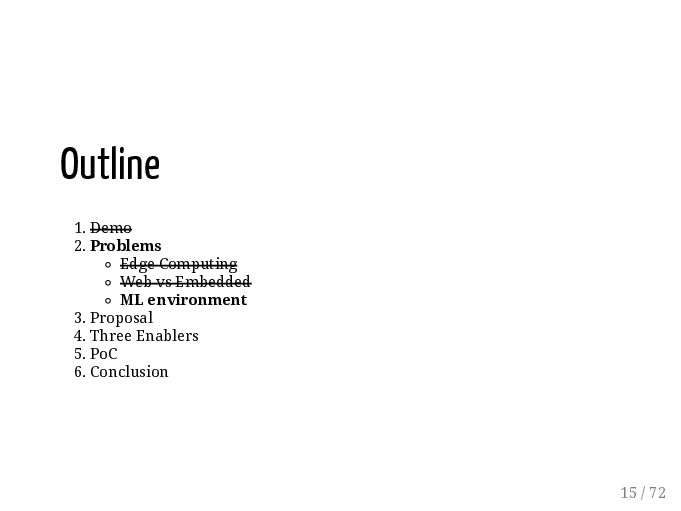 Outline
1. Demo
2. Problems
Edge Computing
Web vs Embedded
ML environment
3. Proposal
4. Three Enablers
5. PoC
6. Conclusion
15 / 72